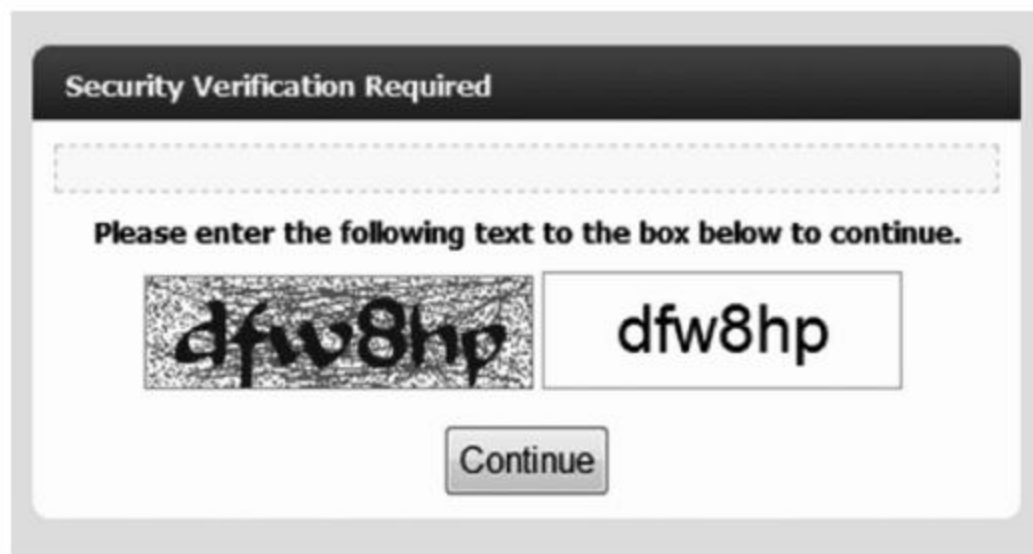 Security Verification Required
Please enter the following text to the box below to continue.
dfw8hp dfw8hp
Continue